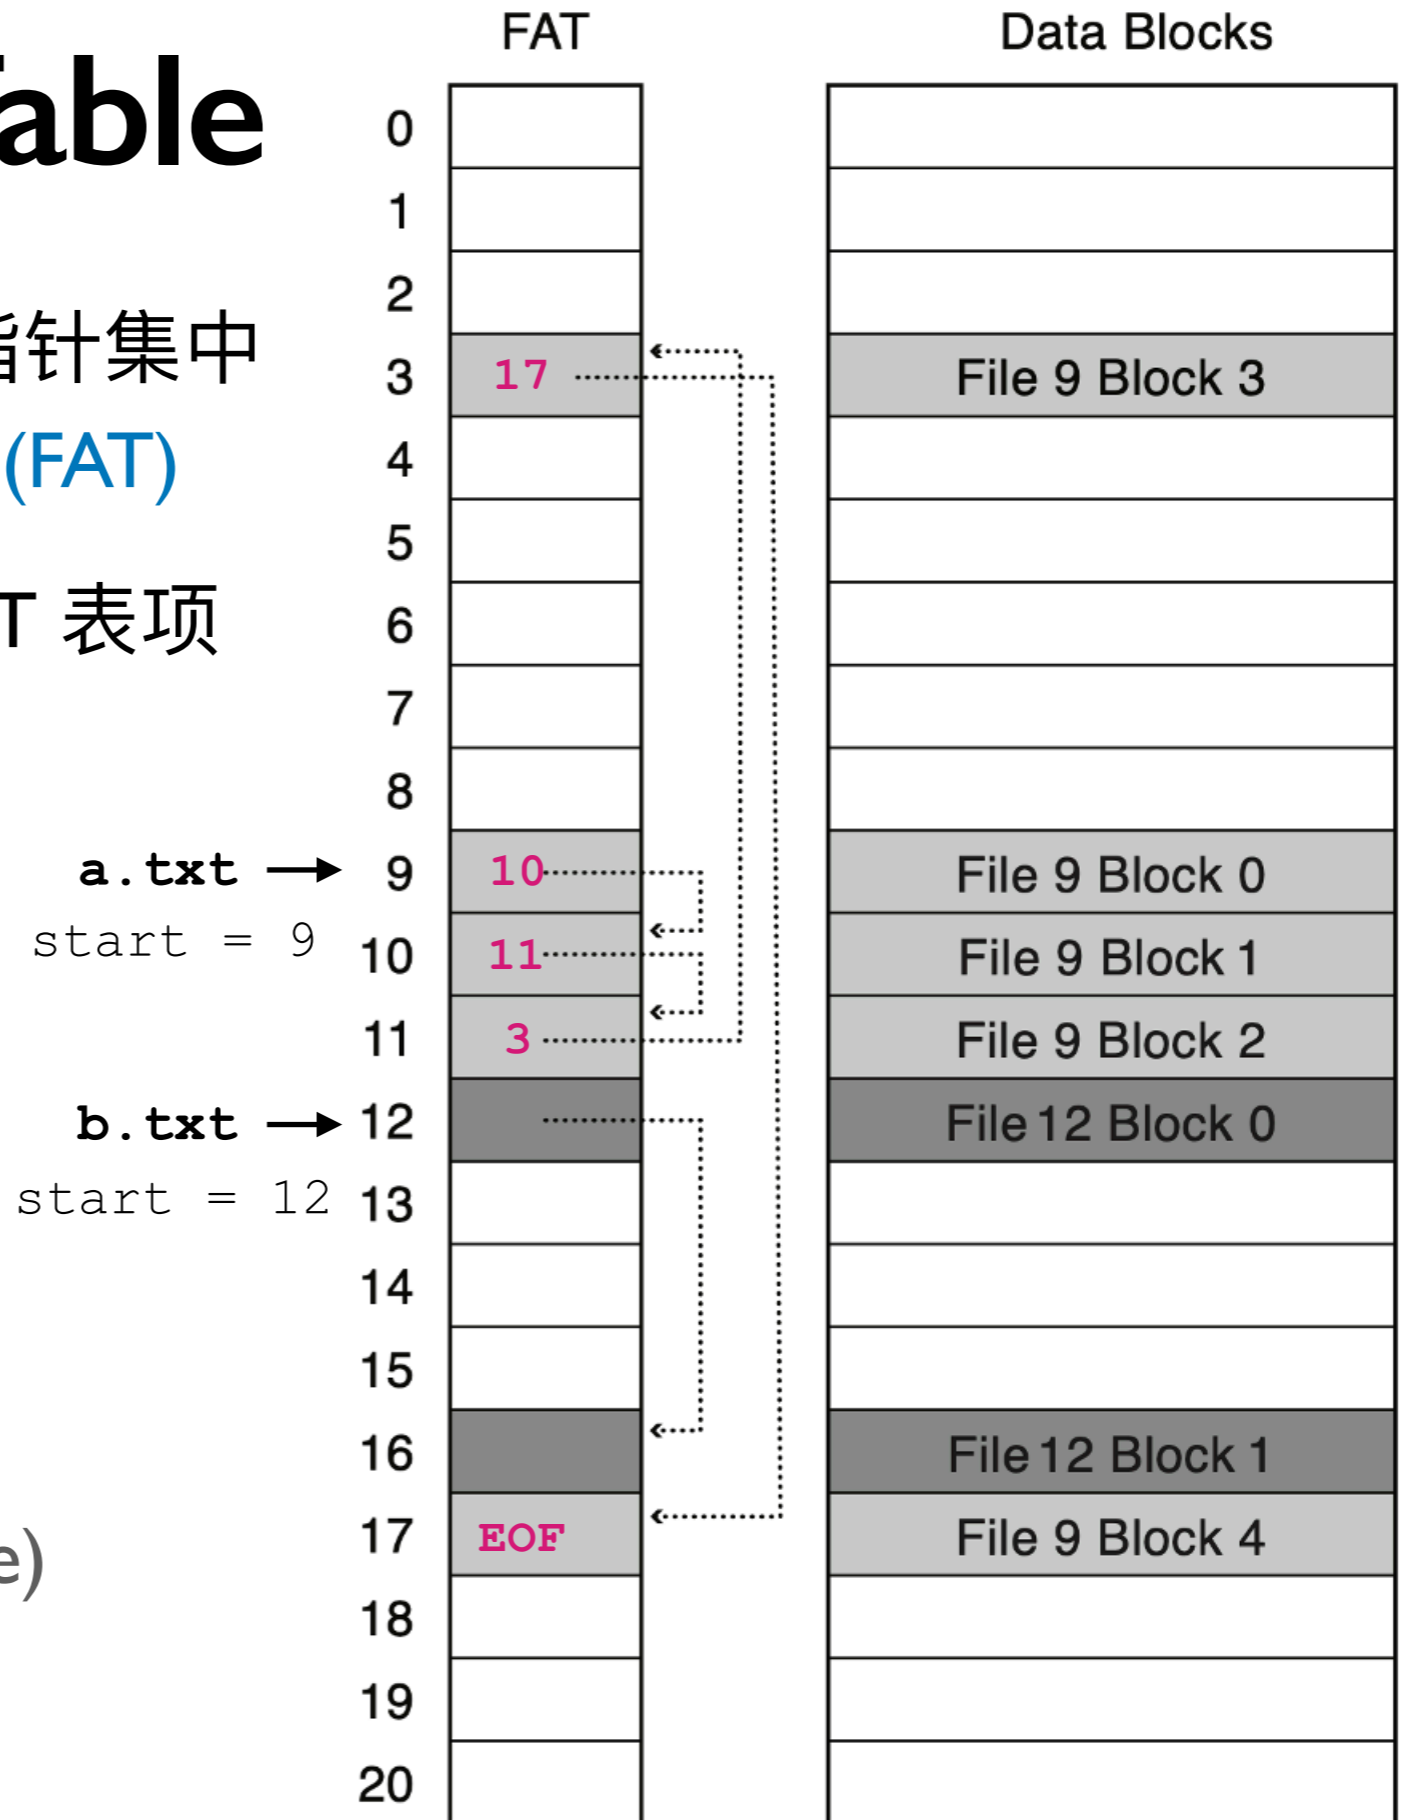 FAT Data Blocks
able
0
1
2
指针集中
3 17 File 9 Block 3
(FAT)
4
5
T 表项
6
7
8
a.txt → 9 10 File 9 Block 0
start = 9
10 11 File 9 Block 1
11 3 File 9 Block 2
b.txt → 12 File 12 Block 0
start = 12
13
14
15
16 File 12 Block 1
17 EOF File 9 Block 4
e)
18
19
20